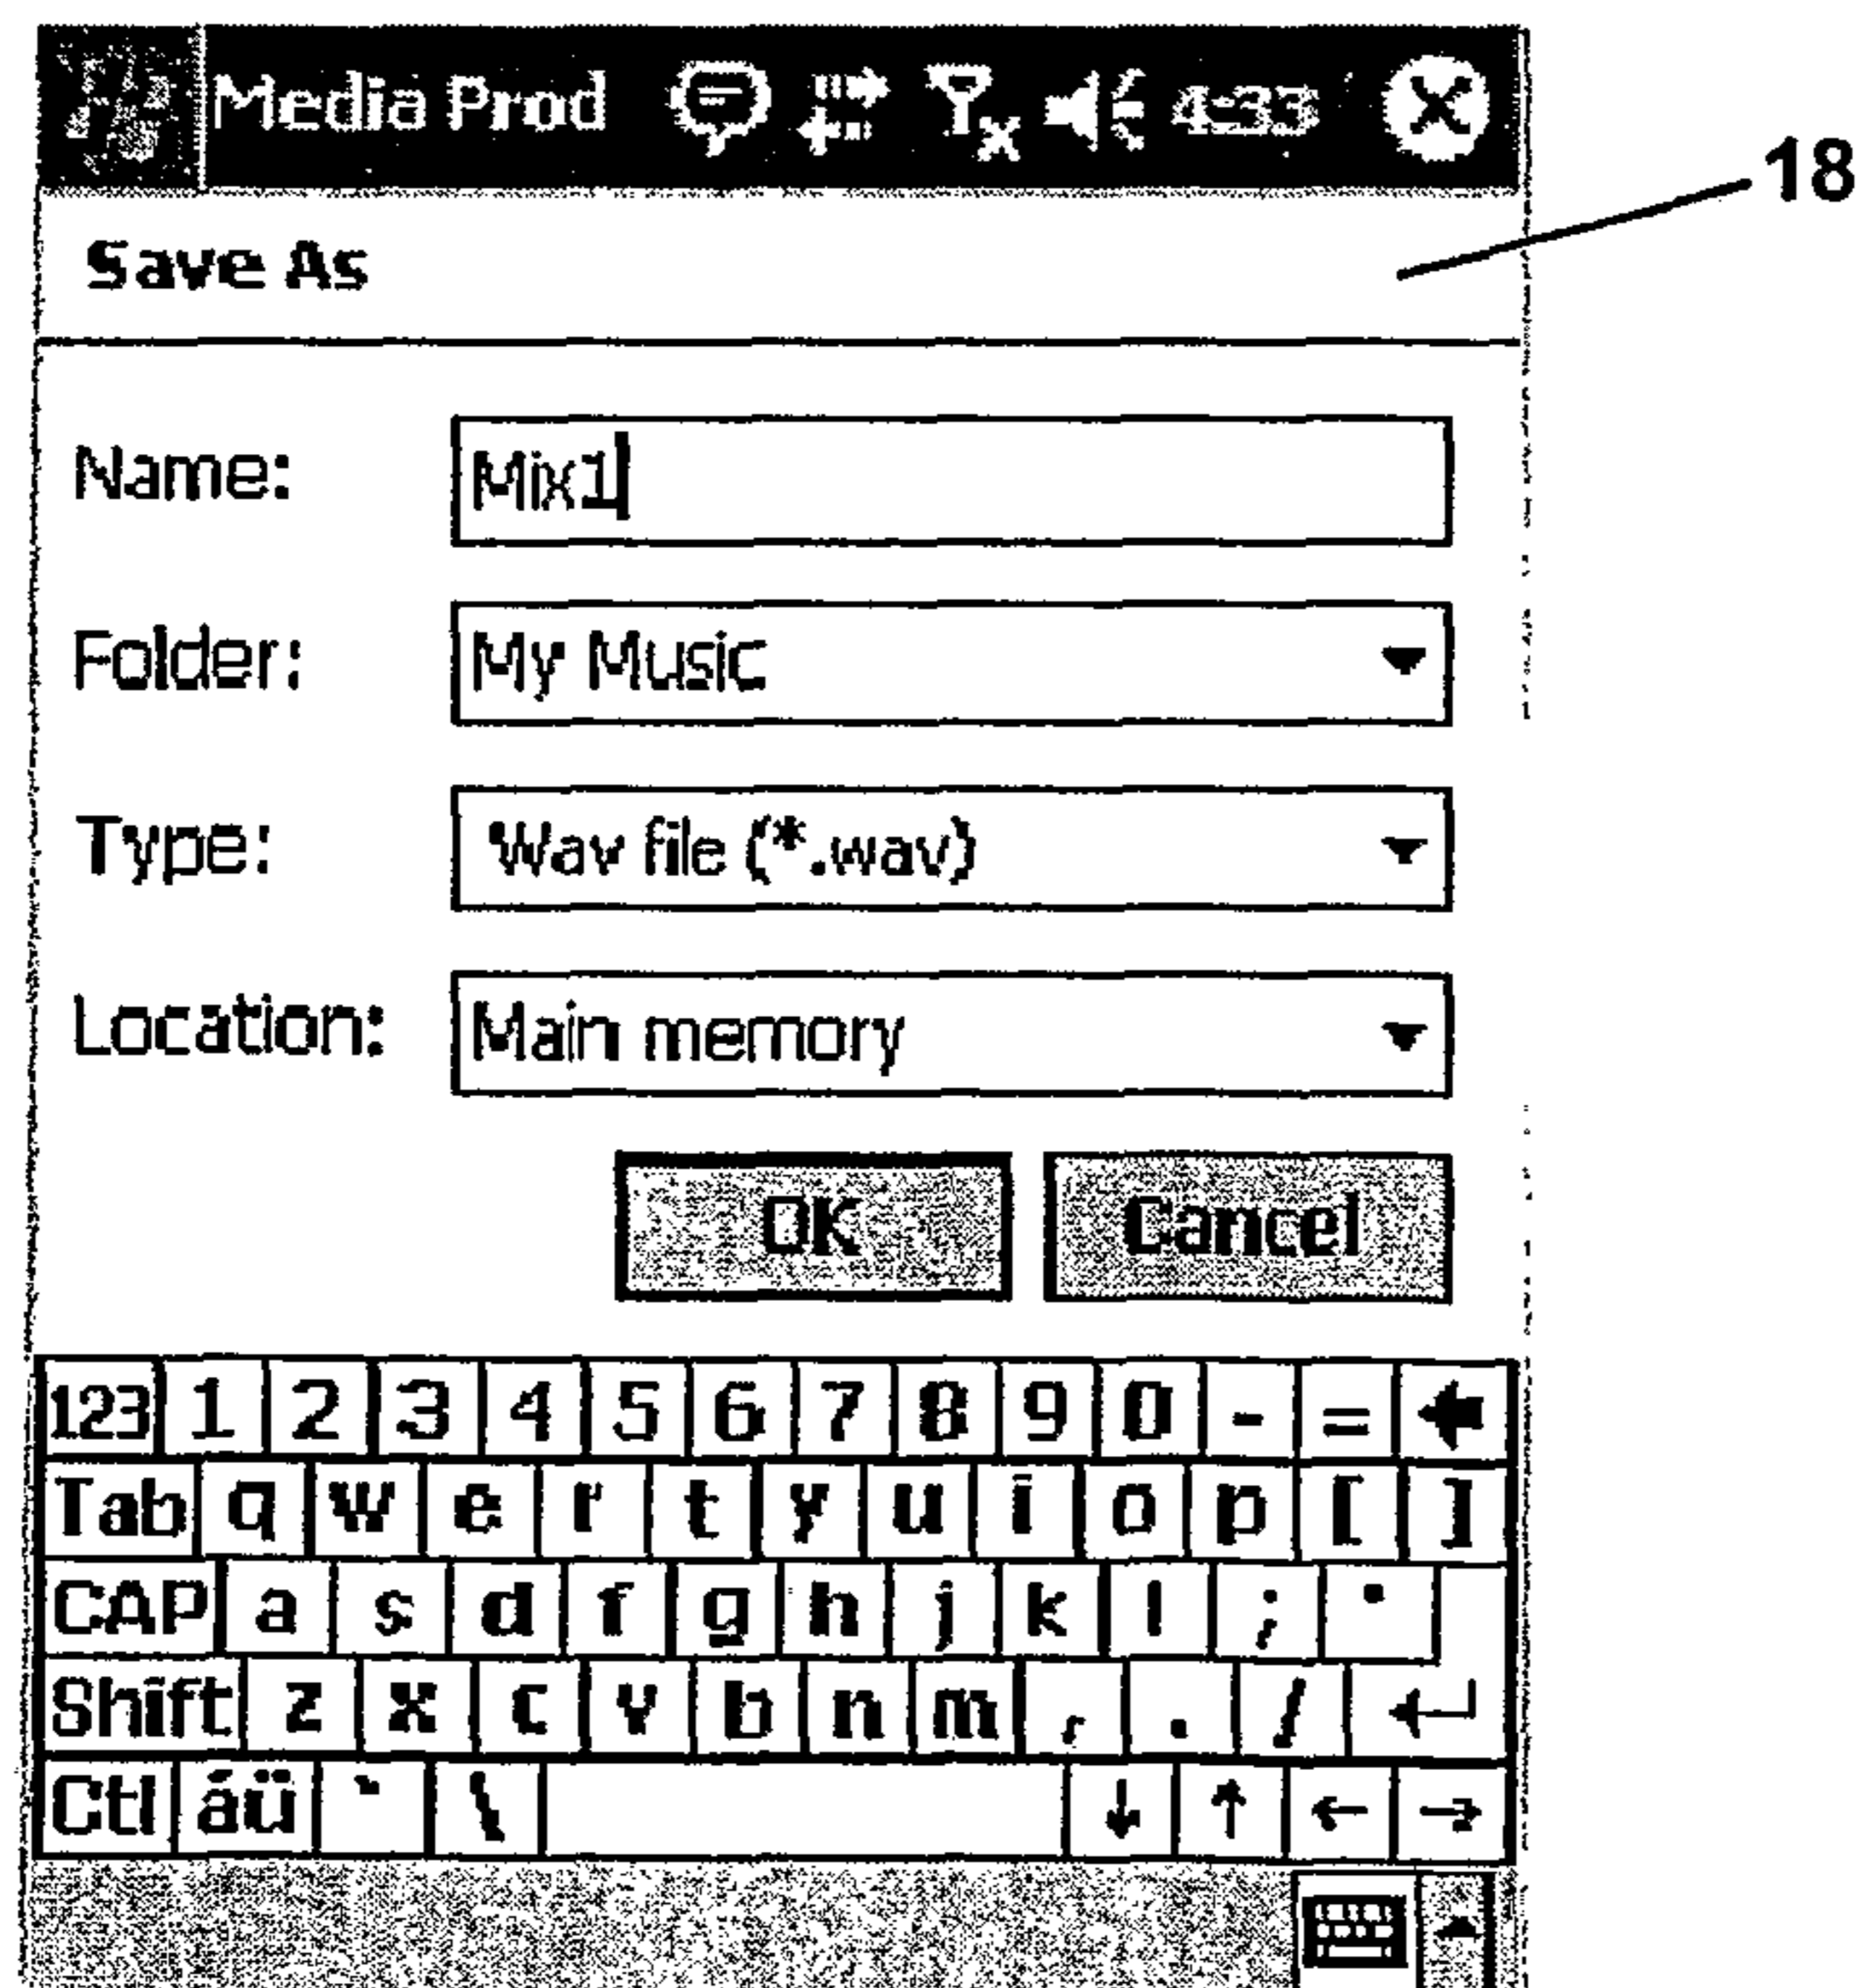 Media Prod 4:33
18
Save As
Name: Mix1
Folder: My Music
Type: Wav file (*.wav)
Location: Main memory
OK Cancel
123 1 2 3 4 5 6 7 8 9 0 - =
Tab q w e r t y u i o p [ ]
CAP a s d f g h j k l ; '
Shift z x c v b n m , . /
Ctl áü ` \ ↓ ↑ ← →